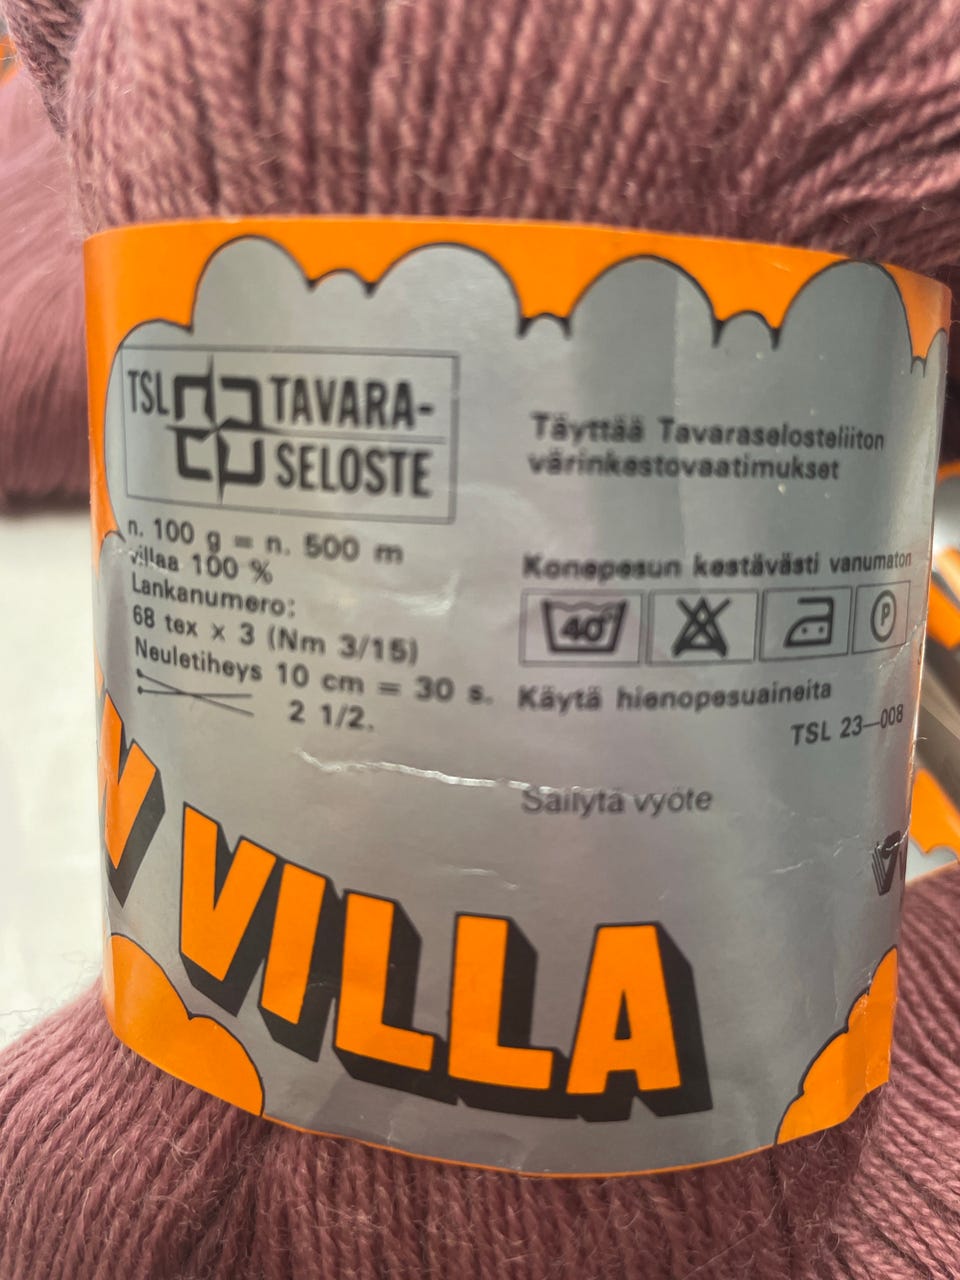 TSL TAVARA-
SELOSTE
n. 100 g = n. 500 m
villaa 100 %
Lankanumero:
68 tex x 3 (Nm 3/15)
Neuletiheys 10 cm = 30 s.
2 1/2.
Täyttää Tavaraselosteliiton
värinkestovaatimukset
Konepesun kestävästi vanumaton
40°
P
Käytä hienopesuaineita
TSL 23—008
Säilytä vyöte
VILLA